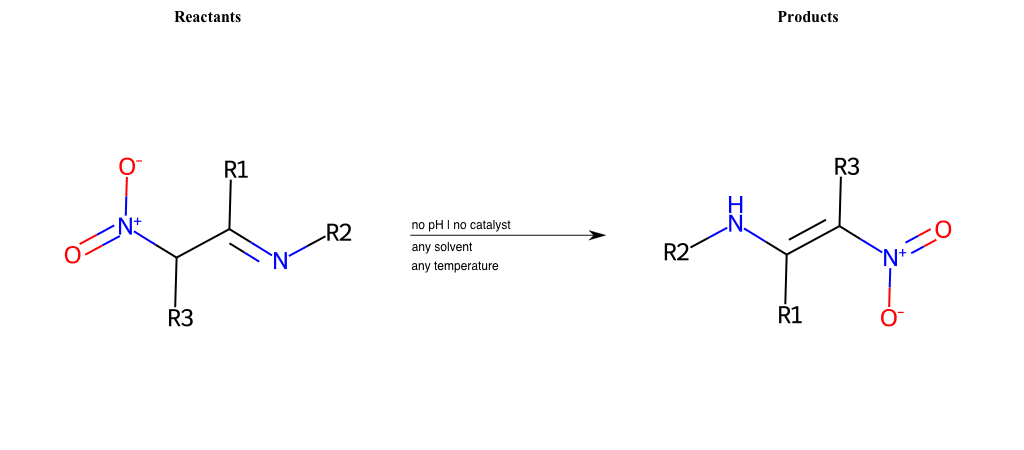 Reactants
Products
O-
R1
N+
O
N
R2
R3
no pH | no catalyst
any solvent
any temperature
R3
H
N
R2
R1
N+
O
O-